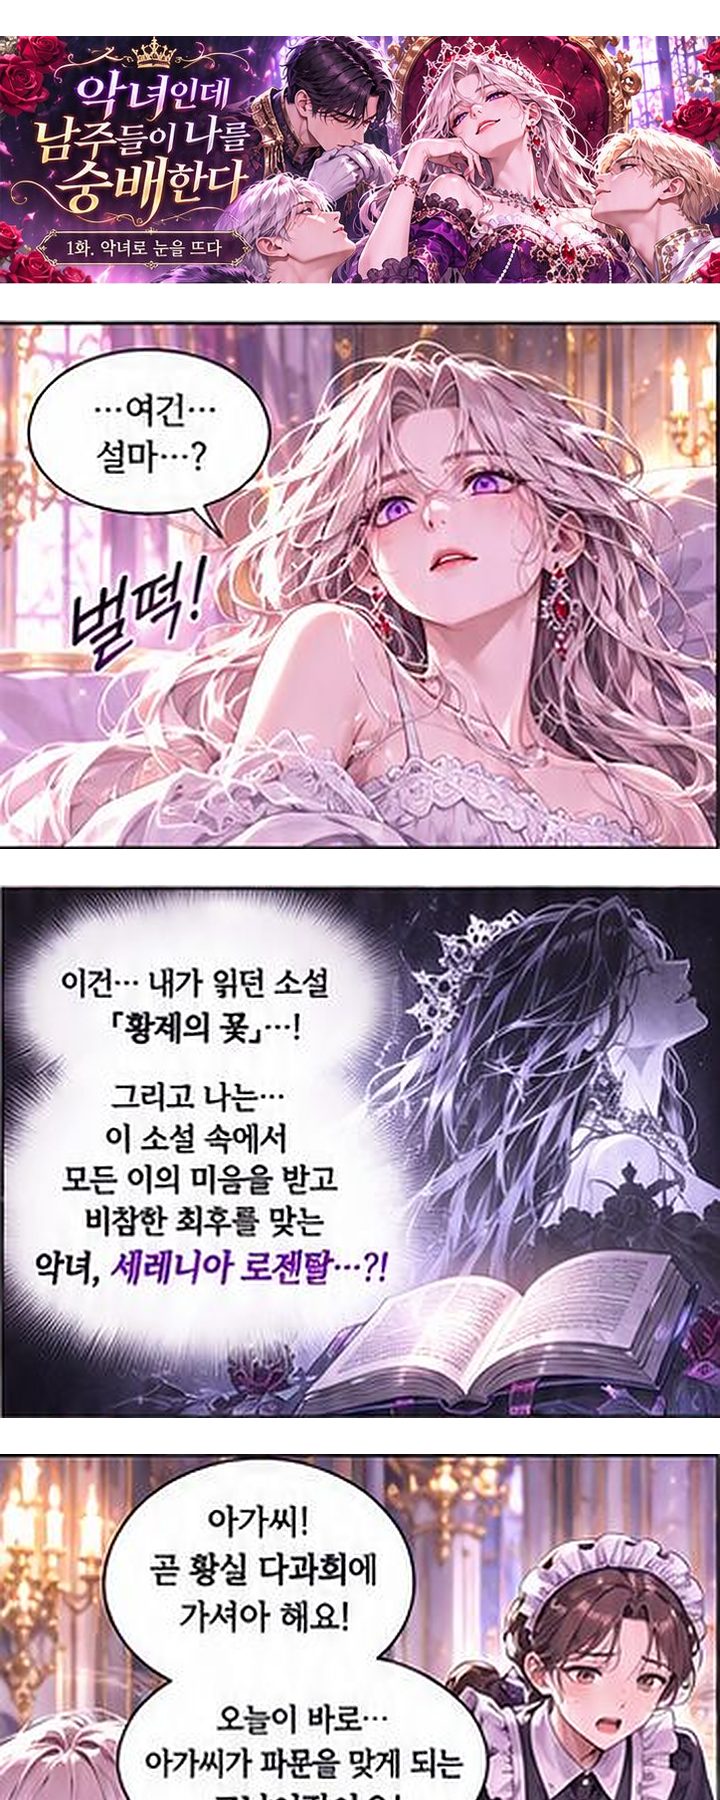 악녀인데
남주들이 나를
숭배한다
1화. 악녀로 눈을 뜨다
…여긴…
설마…?
벌떡!
이건… 내가 읽던 소설
「황제의 꽃」…!
그리고 나는…
이 소설 속에서
모든 이의 미음을 받고
비참한 최후를 맞는
악녀, 세레니아 로젠탈…?!
아가씨!
곧 황실 다과회에
가셔야 해요!
오늘이 바로…
아가씨가 파문을 맞게 되는